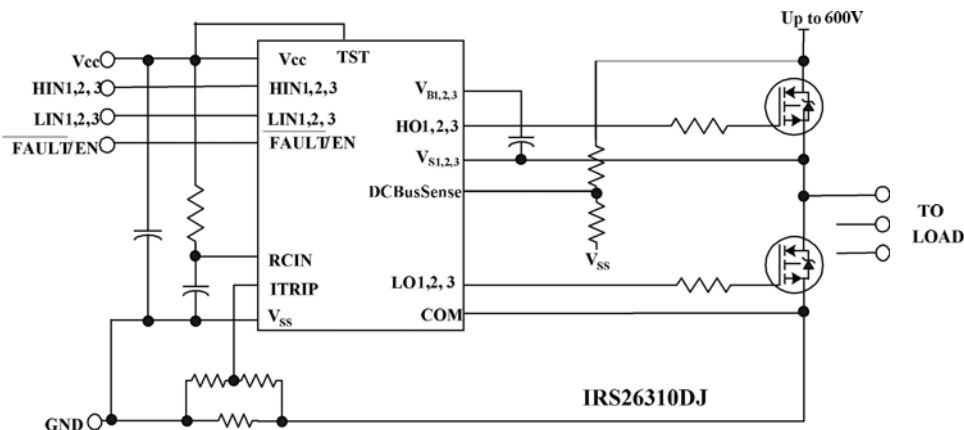 Up to 600V
Vcc
Vcc
TST
HIN1,2, 3
HIN1,2,3
VB1,2,3
LIN1,2,3
LIN1,2, 3
HO1,2,3
FAULT/EN
FAULT/EN
VS1,2,3
DCBusSense
TO
LOAD
RCIN
VSS
ITRIP
LO1,2, 3
VSS
COM
IRS26310DJ
GND